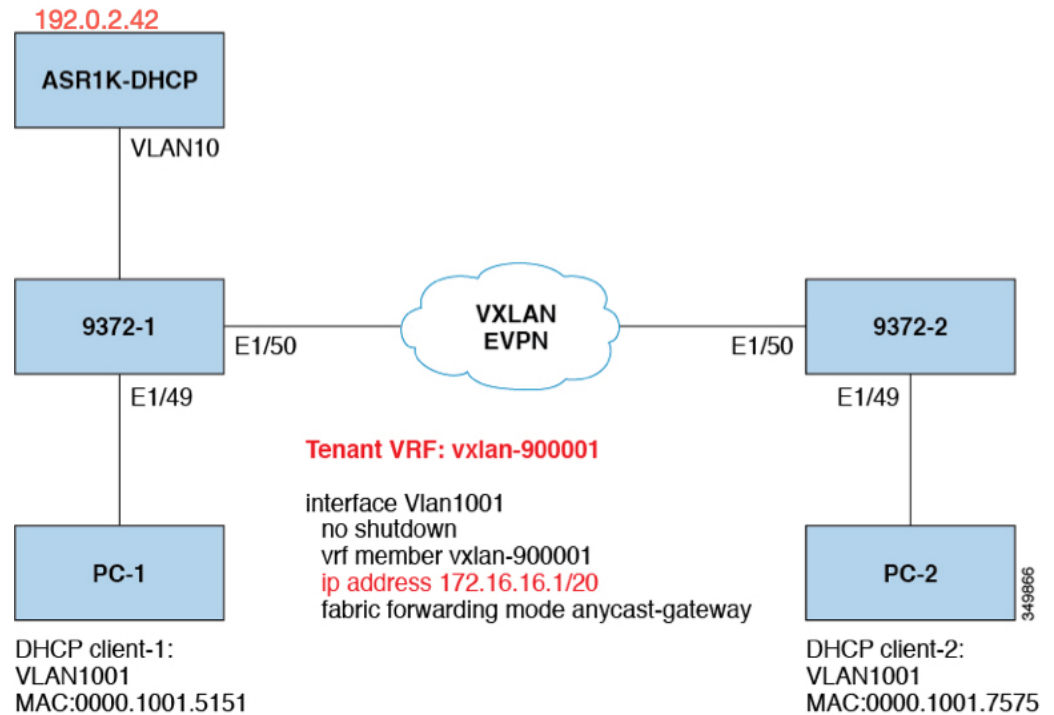 192.0.2.42
ASR1K-DHCP
VLAN10
9372-1
E1/50
VXLAN
EVPN
E1/50
9372-2
E1/49
E1/49
Tenant VRF: vxlan-900001
interface Vlan1001
no shutdown
vrf member vxlan-900001
ip address 172.16.16.1/20
fabric forwarding mode anycast-gateway
PC-1
PC-2
349866
DHCP client-1:
VLAN1001
MAC:0000.1001.5151
DHCP client-2:
VLAN1001
MAC:0000.1001.7575